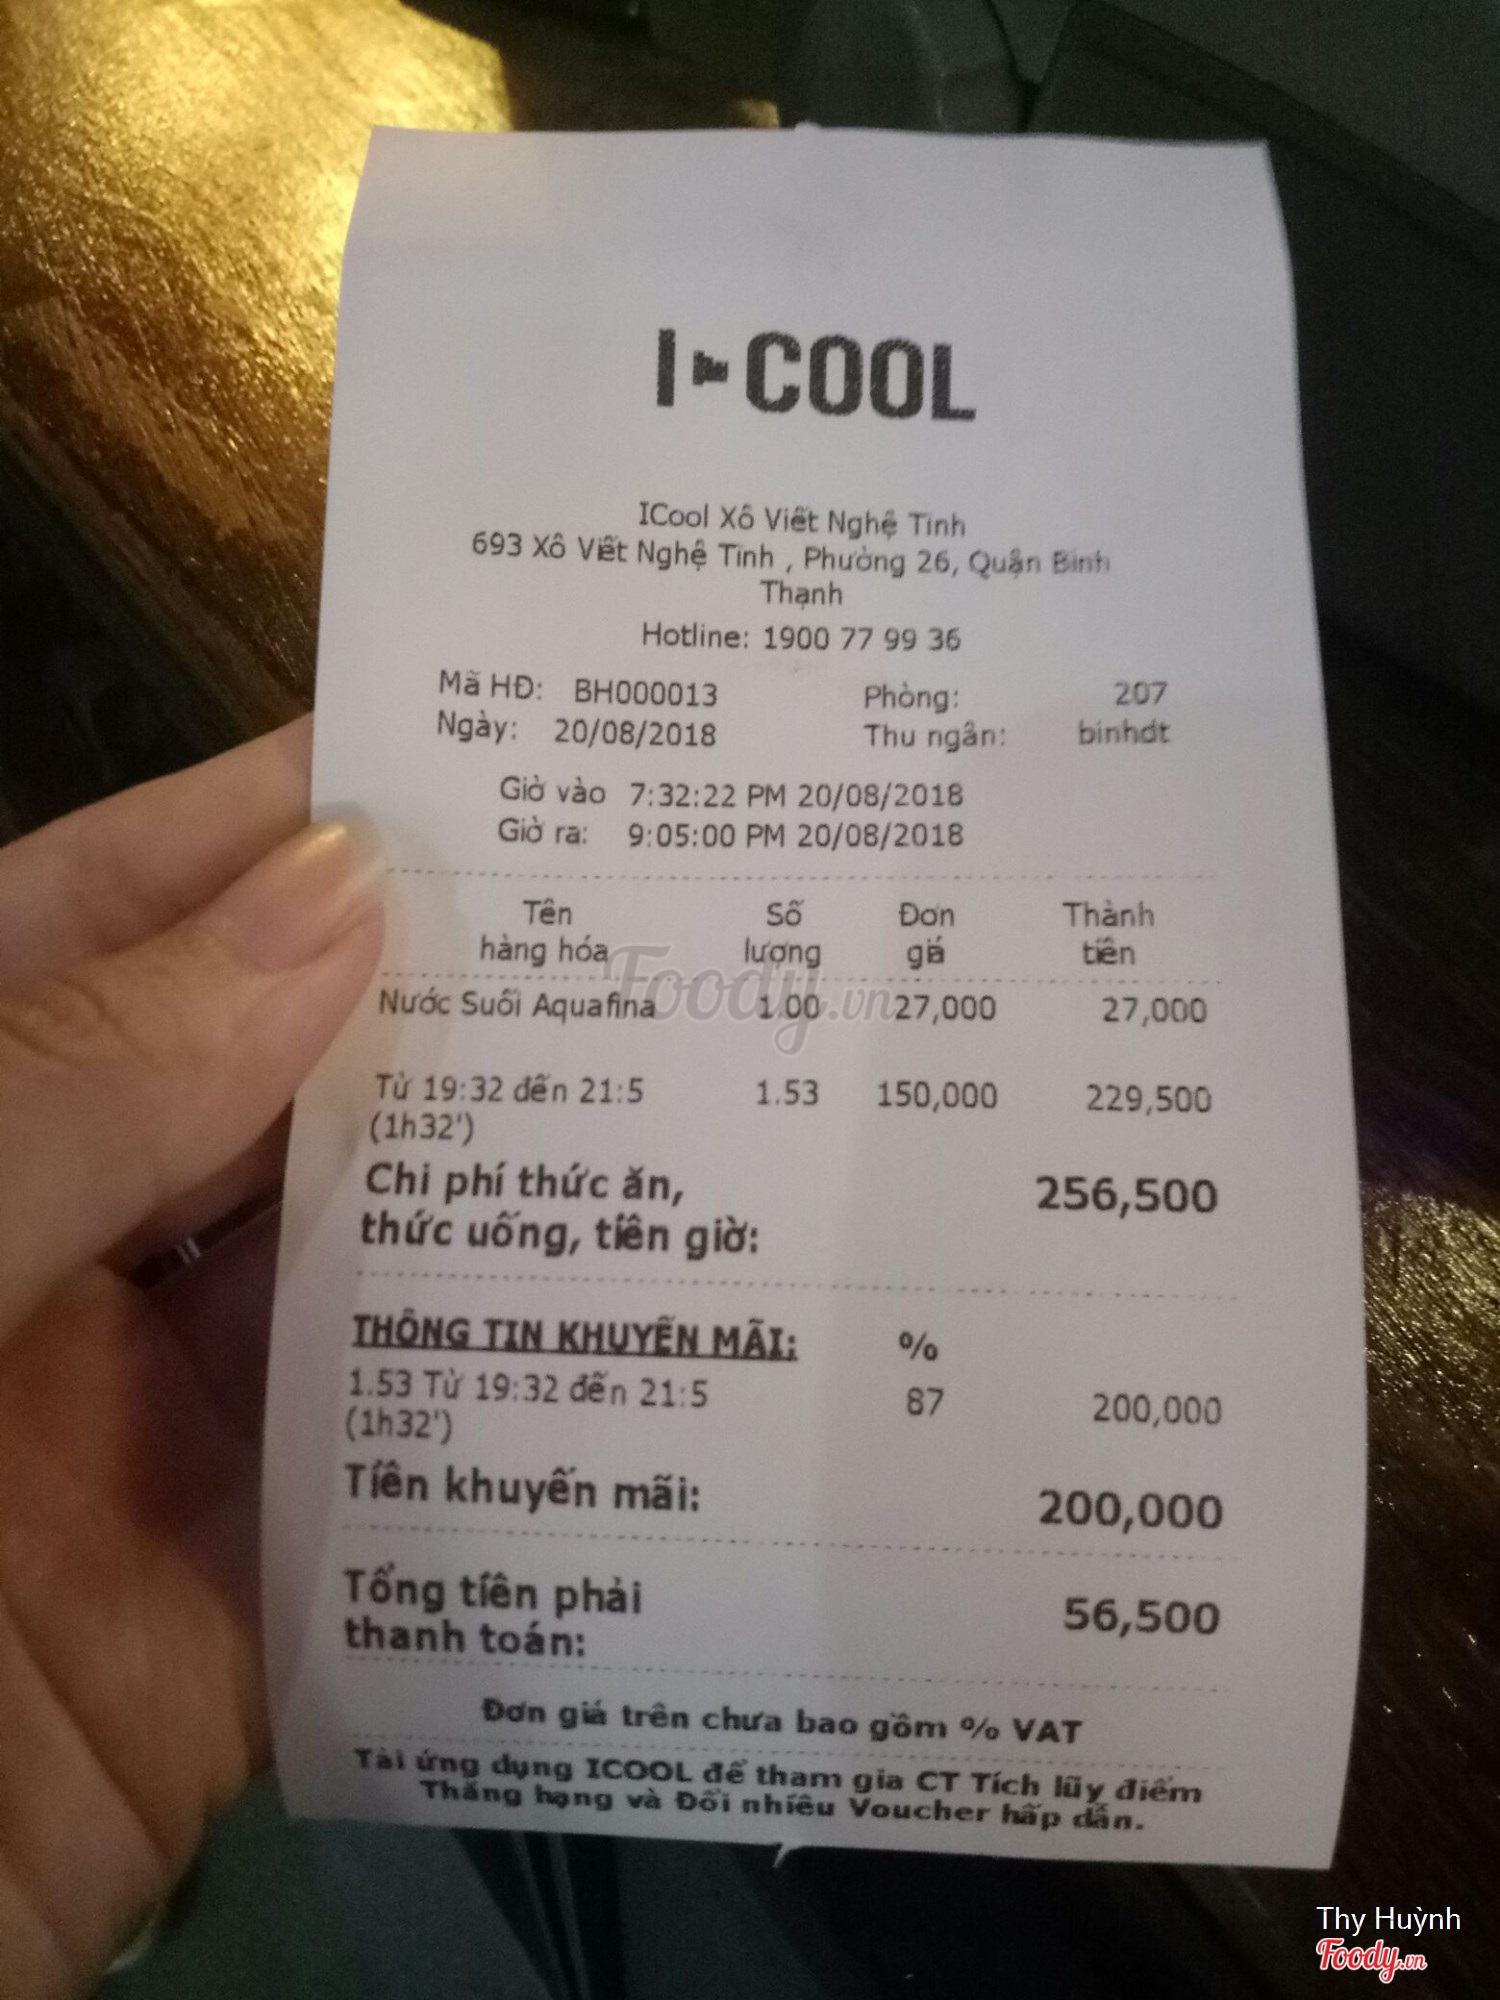 I COOL
ICool Xô Viết Nghệ Tĩnh
693 Xô Viết Nghệ Tĩnh , Phường 26, Quận Bình
Thạnh
Hotline: 1900 77 99 36
Mã HĐ: BH000013 Phòng: 207
Ngày: 20/08/2018 Thu ngân: binhdt
Giờ vào 7:32:22 PM 20/08/2018
Giờ ra: 9:05:00 PM 20/08/2018
Tên Số Đơn Thành
hàng hóa lượng giá tiền
Nước Suối Aquafina 1.00 27,000 27,000
Foody.vn
Từ 19:32 đến 21:5 1.53 150,000 229,500
(1h32')
Chi phí thức ăn, 256,500
thức uống, tiền giờ:
THÔNG TIN KHUYẾN MÃI: %
1.53 Từ 19:32 đến 21:5 87 200,000
(1h32')
Tiền khuyến mãi: 200,000
Tổng tiền phải 56,500
thanh toán:
Đơn giá trên chưa bao gồm % VAT
Tải ứng dụng ICOOL để tham gia CT Tích lũy điểm
Thăng hạng và Đổi nhiều Voucher hấp dẫn.
Thy Huỳnh
Foody.vn